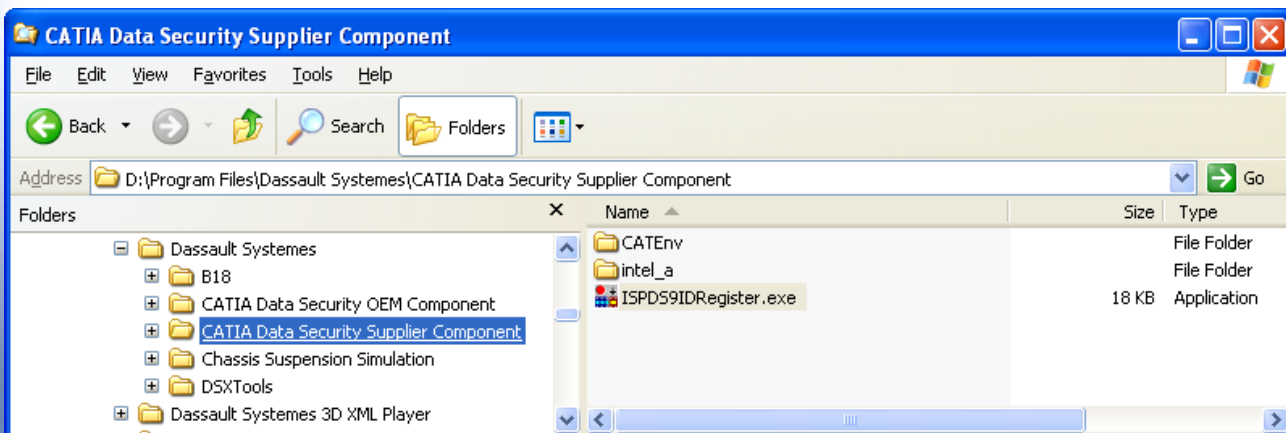 CATIA Data Security Supplier Component
File Edit View Favorites Tools Help
Back Search Folders
Address D:\Program Files\Dassault Systemes\CATIA Data Security Supplier Component Go
Folders Name Size Type
Dassault Systemes CATEnv File Folder
B18 intel_a File Folder
CATIA Data Security OEM Component ISPDS9IDRegister.exe 18 KB Application
CATIA Data Security Supplier Component
Chassis Suspension Simulation
DSXTools
Dassault Systemes 3D XML Player